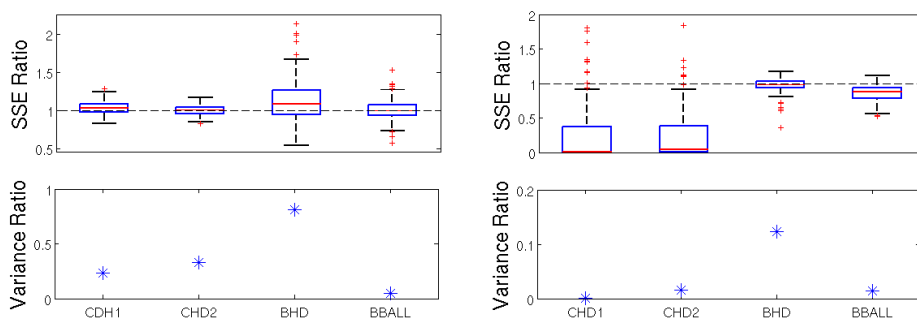 SSE Ratio
2
1.5
1
0.5
SSE Ratio
2
1.5
1
0.5
0
Variance Ratio
1
0.5
0
CDH1 CHD2 BHD BBALL
Variance Ratio
0.2
0.1
0
CHD1 CHD2 BHD BBALL